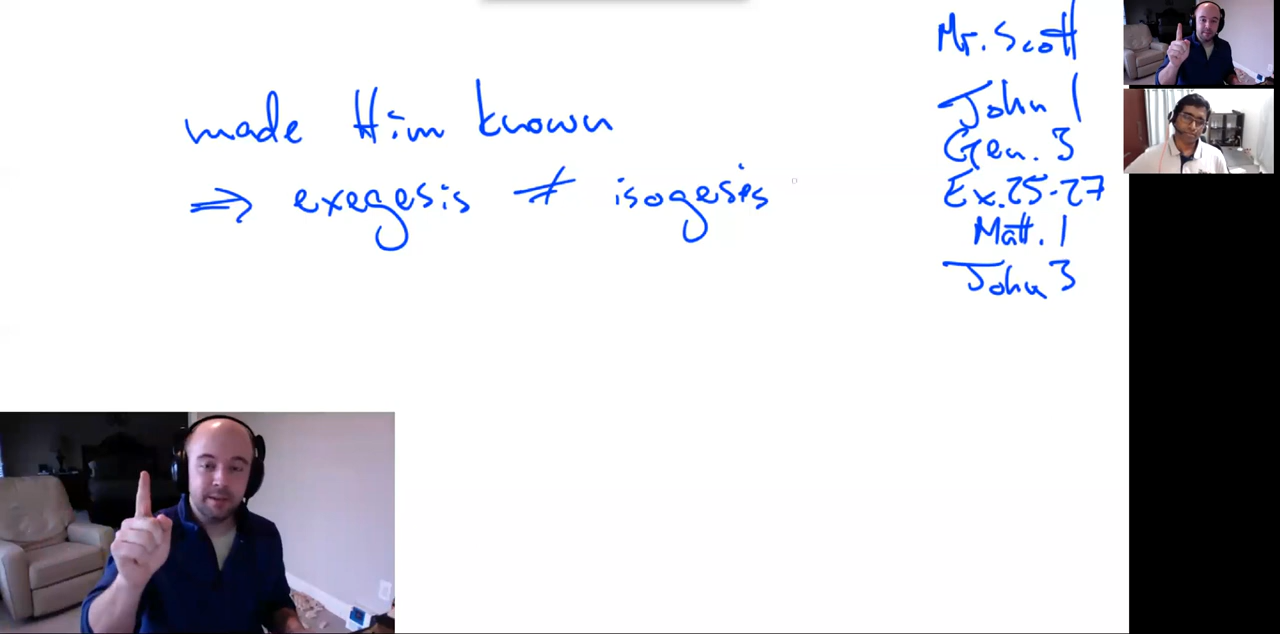 made Him known
⇒ exegesis ≠ isogesis
Mr. Scott
John 1
Gen. 3
Ex. 25-27
Matt. 1
John 3